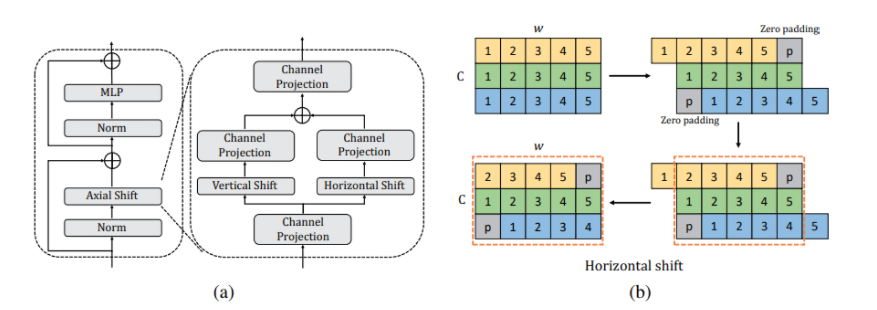 MLP
Norm
Axial Shift
Norm
Channel
Projection
Channel
Projection
Channel
Projection
Vertical Shift
Horizontal Shift
Channel
Projection
(a)
w
C
1 2 3 4 5
1 2 3 4 5
1 2 3 4 5
Zero padding
1 2 3 4 5 p
1 2 3 4 5
p 1 2 3 4 5
Zero padding
w
C
2 3 4 5 p
1 2 3 4 5
p 1 2 3 4
1 2 3 4 5 p
1 2 3 4 5
p 1 2 3 4 5
Horizontal shift
(b)